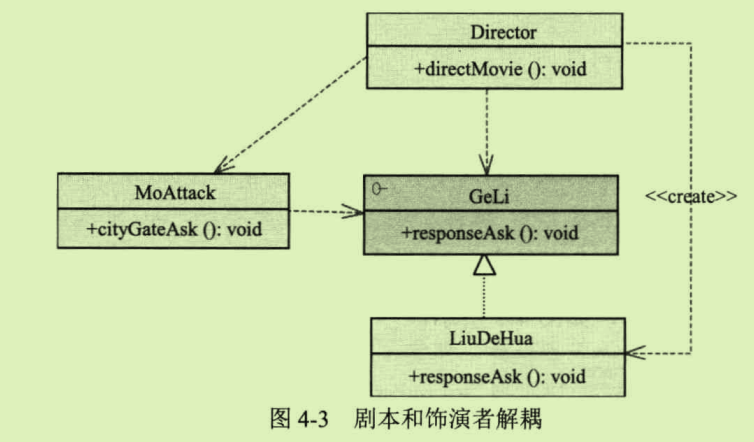 Director
+directMovie (): void
MoAttack
+cityGateAsk (): void
GeLi
+responseAsk (): void
<<create>>
LiuDeHua
+responseAsk (): void
图 4-3 剧本和饰演者解耦